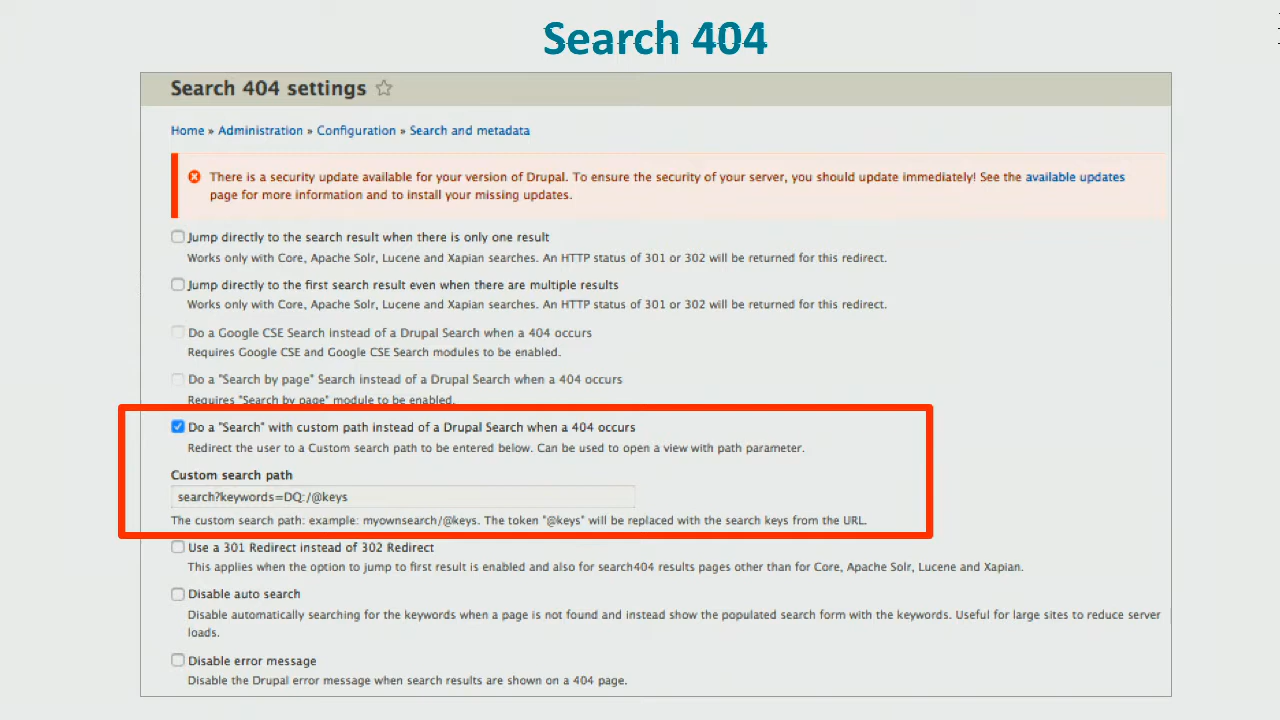 Search 404
Search 404 settings
Home » Administration » Configuration » Search and metadata
There is a security update available for your version of Drupal. To ensure the security of your server, you should update immediately! See the available updates
page for more information and to install your missing updates.
Jump directly to the search result when there is only one result
Works only with Core, Apache Solr, Lucene and Xapian searches. An HTTP status of 301 or 302 will be returned for this redirect.
Jump directly to the first search result even when there are multiple results
Works only with Core, Apache Solr, Lucene and Xapian searches. An HTTP status of 301 or 302 will be returned for this redirect.
Do a Google CSE Search instead of a Drupal Search when a 404 occurs
Requires Google CSE and Google CSE Search modules to be enabled.
Do a "Search by page" Search instead of a Drupal Search when a 404 occurs
Requires "Search by page" module to be enabled.
Do a "Search" with custom path instead of a Drupal Search when a 404 occurs
Redirect the user to a Custom search path to be entered below. Can be used to open a view with path parameter.
Custom search path
search?keywords=DQ:/@keys
The custom search path: example: myownsearch/@keys. The token "@keys" will be replaced with the search keys from the URL.
Use a 301 Redirect instead of 302 Redirect
This applies when the option to jump to first result is enabled and also for search404 results pages other than for Core, Apache Solr, Lucene and Xapian.
Disable auto search
Disable automatically searching for the keywords when a page is not found and instead show the populated search form with the keywords. Useful for large sites to reduce server
loads.
Disable error message
Disable the Drupal error message when search results are shown on a 404 page.